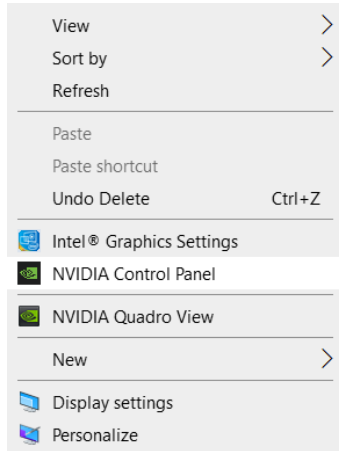 View
Sort by
Refresh
Paste
Paste shortcut
Undo Delete Ctrl+Z
Intel® Graphics Settings
NVIDIA Control Panel
NVIDIA Quadro View
New
Display settings
Personalize